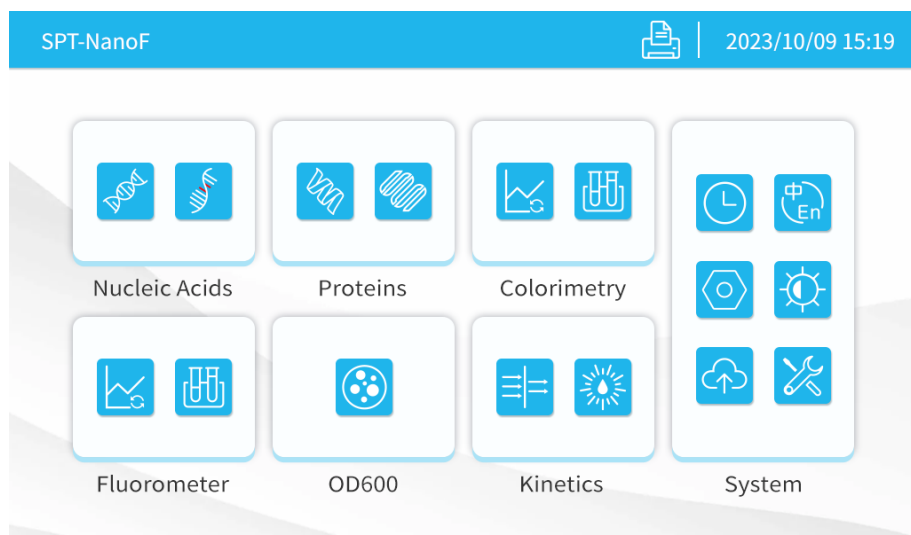 SPT-NanoF
2023/10/09 15:19
中
En
Nucleic Acids
Proteins
Colorimetry
Fluorometer
OD600
Kinetics
System